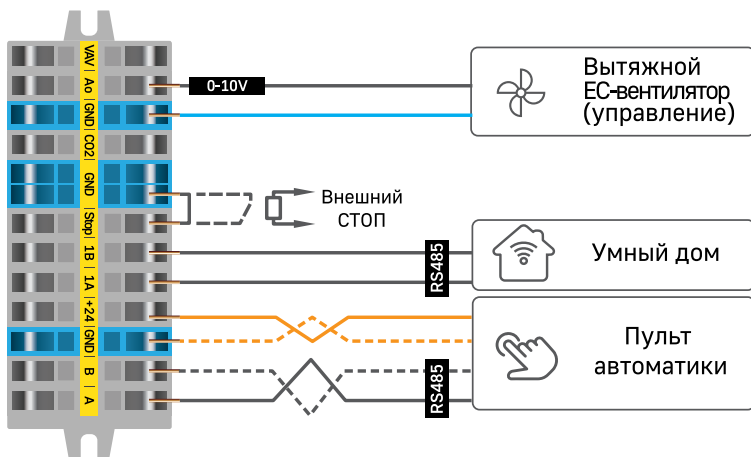 VAV
Ao
GND
CO2
GND
Stop
1B
1A
+24
GND
B
A
0-10V
Вытяжной
ЕС-вентилятор
(управление)
Внешний
СТОП
RS485
Умный дом
RS485
Пульт
автоматики